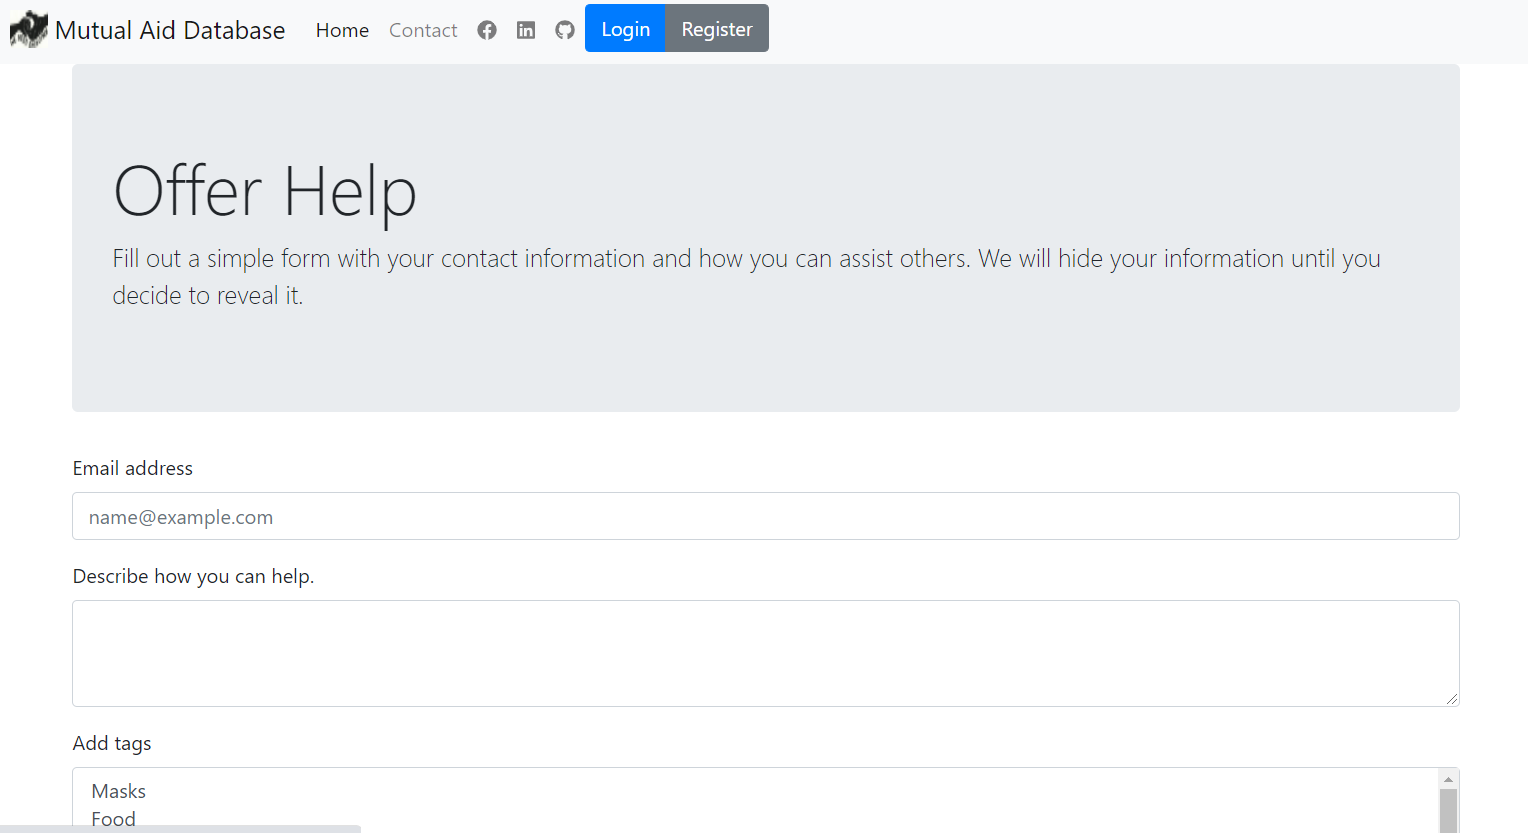 Mutual Aid Database Home Contact Login Register
Offer Help
Fill out a simple form with your contact information and how you can assist others. We will hide your information until you
decide to reveal it.
Email address
name@example.com
Describe how you can help.
Add tags
Masks
Food